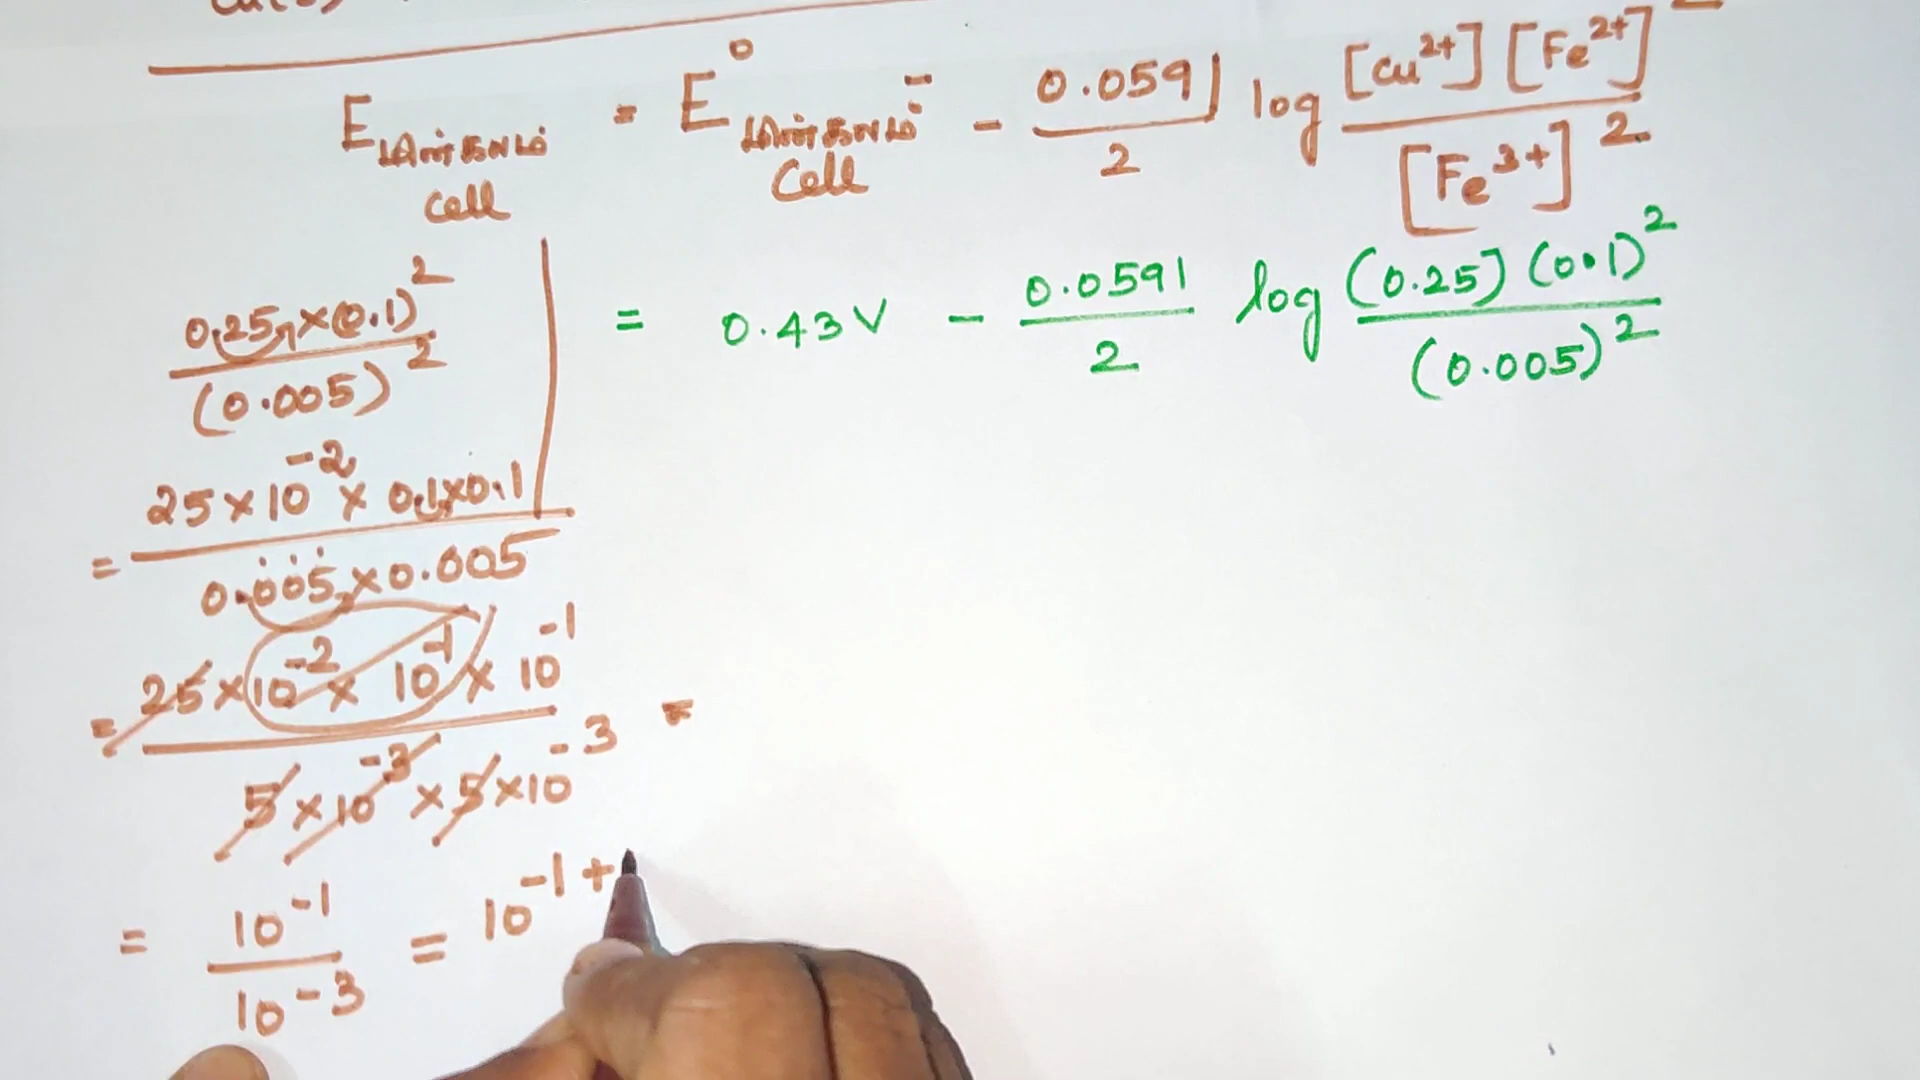 E மின்கலம் cell = E⁰ மின்கலம் cell - 0.0591/2 log [Cu²⁺] [Fe²⁺]²/[Fe³⁺]²
= 0.43 V - 0.0591/2 log (0.25) (0.1)²/(0.005)²
0.25 × (0.1)²/(0.005)²
= 25 × 10⁻² × 0.1 × 0.1/0.005 × 0.005
= 25 × 10⁻² × 10⁻¹ × 10⁻¹/5 × 10⁻³ × 5 × 10⁻³ =
= 10⁻¹/10⁻³ = 10⁻¹⁺